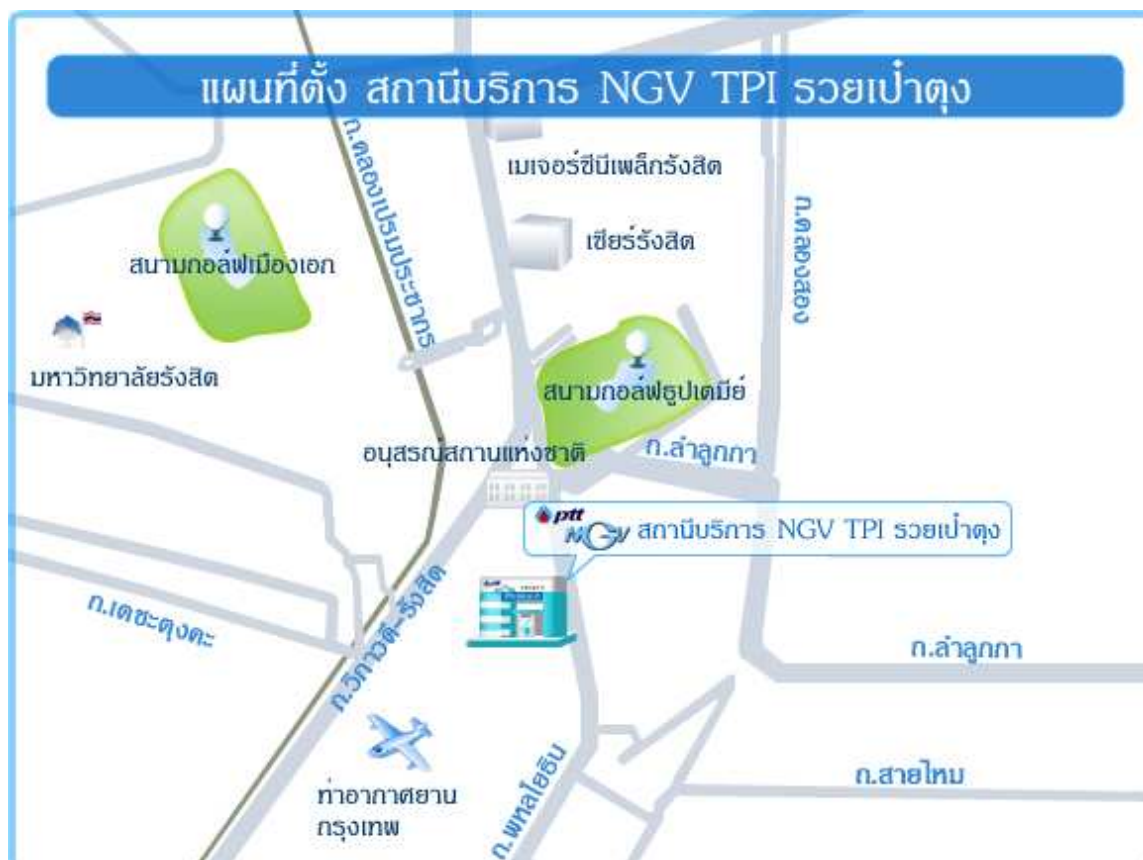 แผนที่ตั้ง สถานีบริการ NGV TPI รวยเป๋าตุง
ถ.คลองเปรมประชากร
เมเจอร์ซีนีเพล็กรังสิต
ถ.คลองสอง
เซียร์รังสิต
สนามกอล์ฟเมืองเอก
มหาวิทยาลัยรังสิต
สนามกอล์ฟธูปเตมีย์
อนุสรณ์สถานแห่งชาติ
ถ.ลำลูกกา
ptt
NGV
สถานีบริการ NGV TPI รวยเป๋าตุง
ถ.เดชะตุงคะ
ถ.วิภาวดี-รังสิต
ถ.ลำลูกกา
ท่าอากาศยาน
กรุงเทพ
ถ.พหลโยธิน
ถ.สายไหม